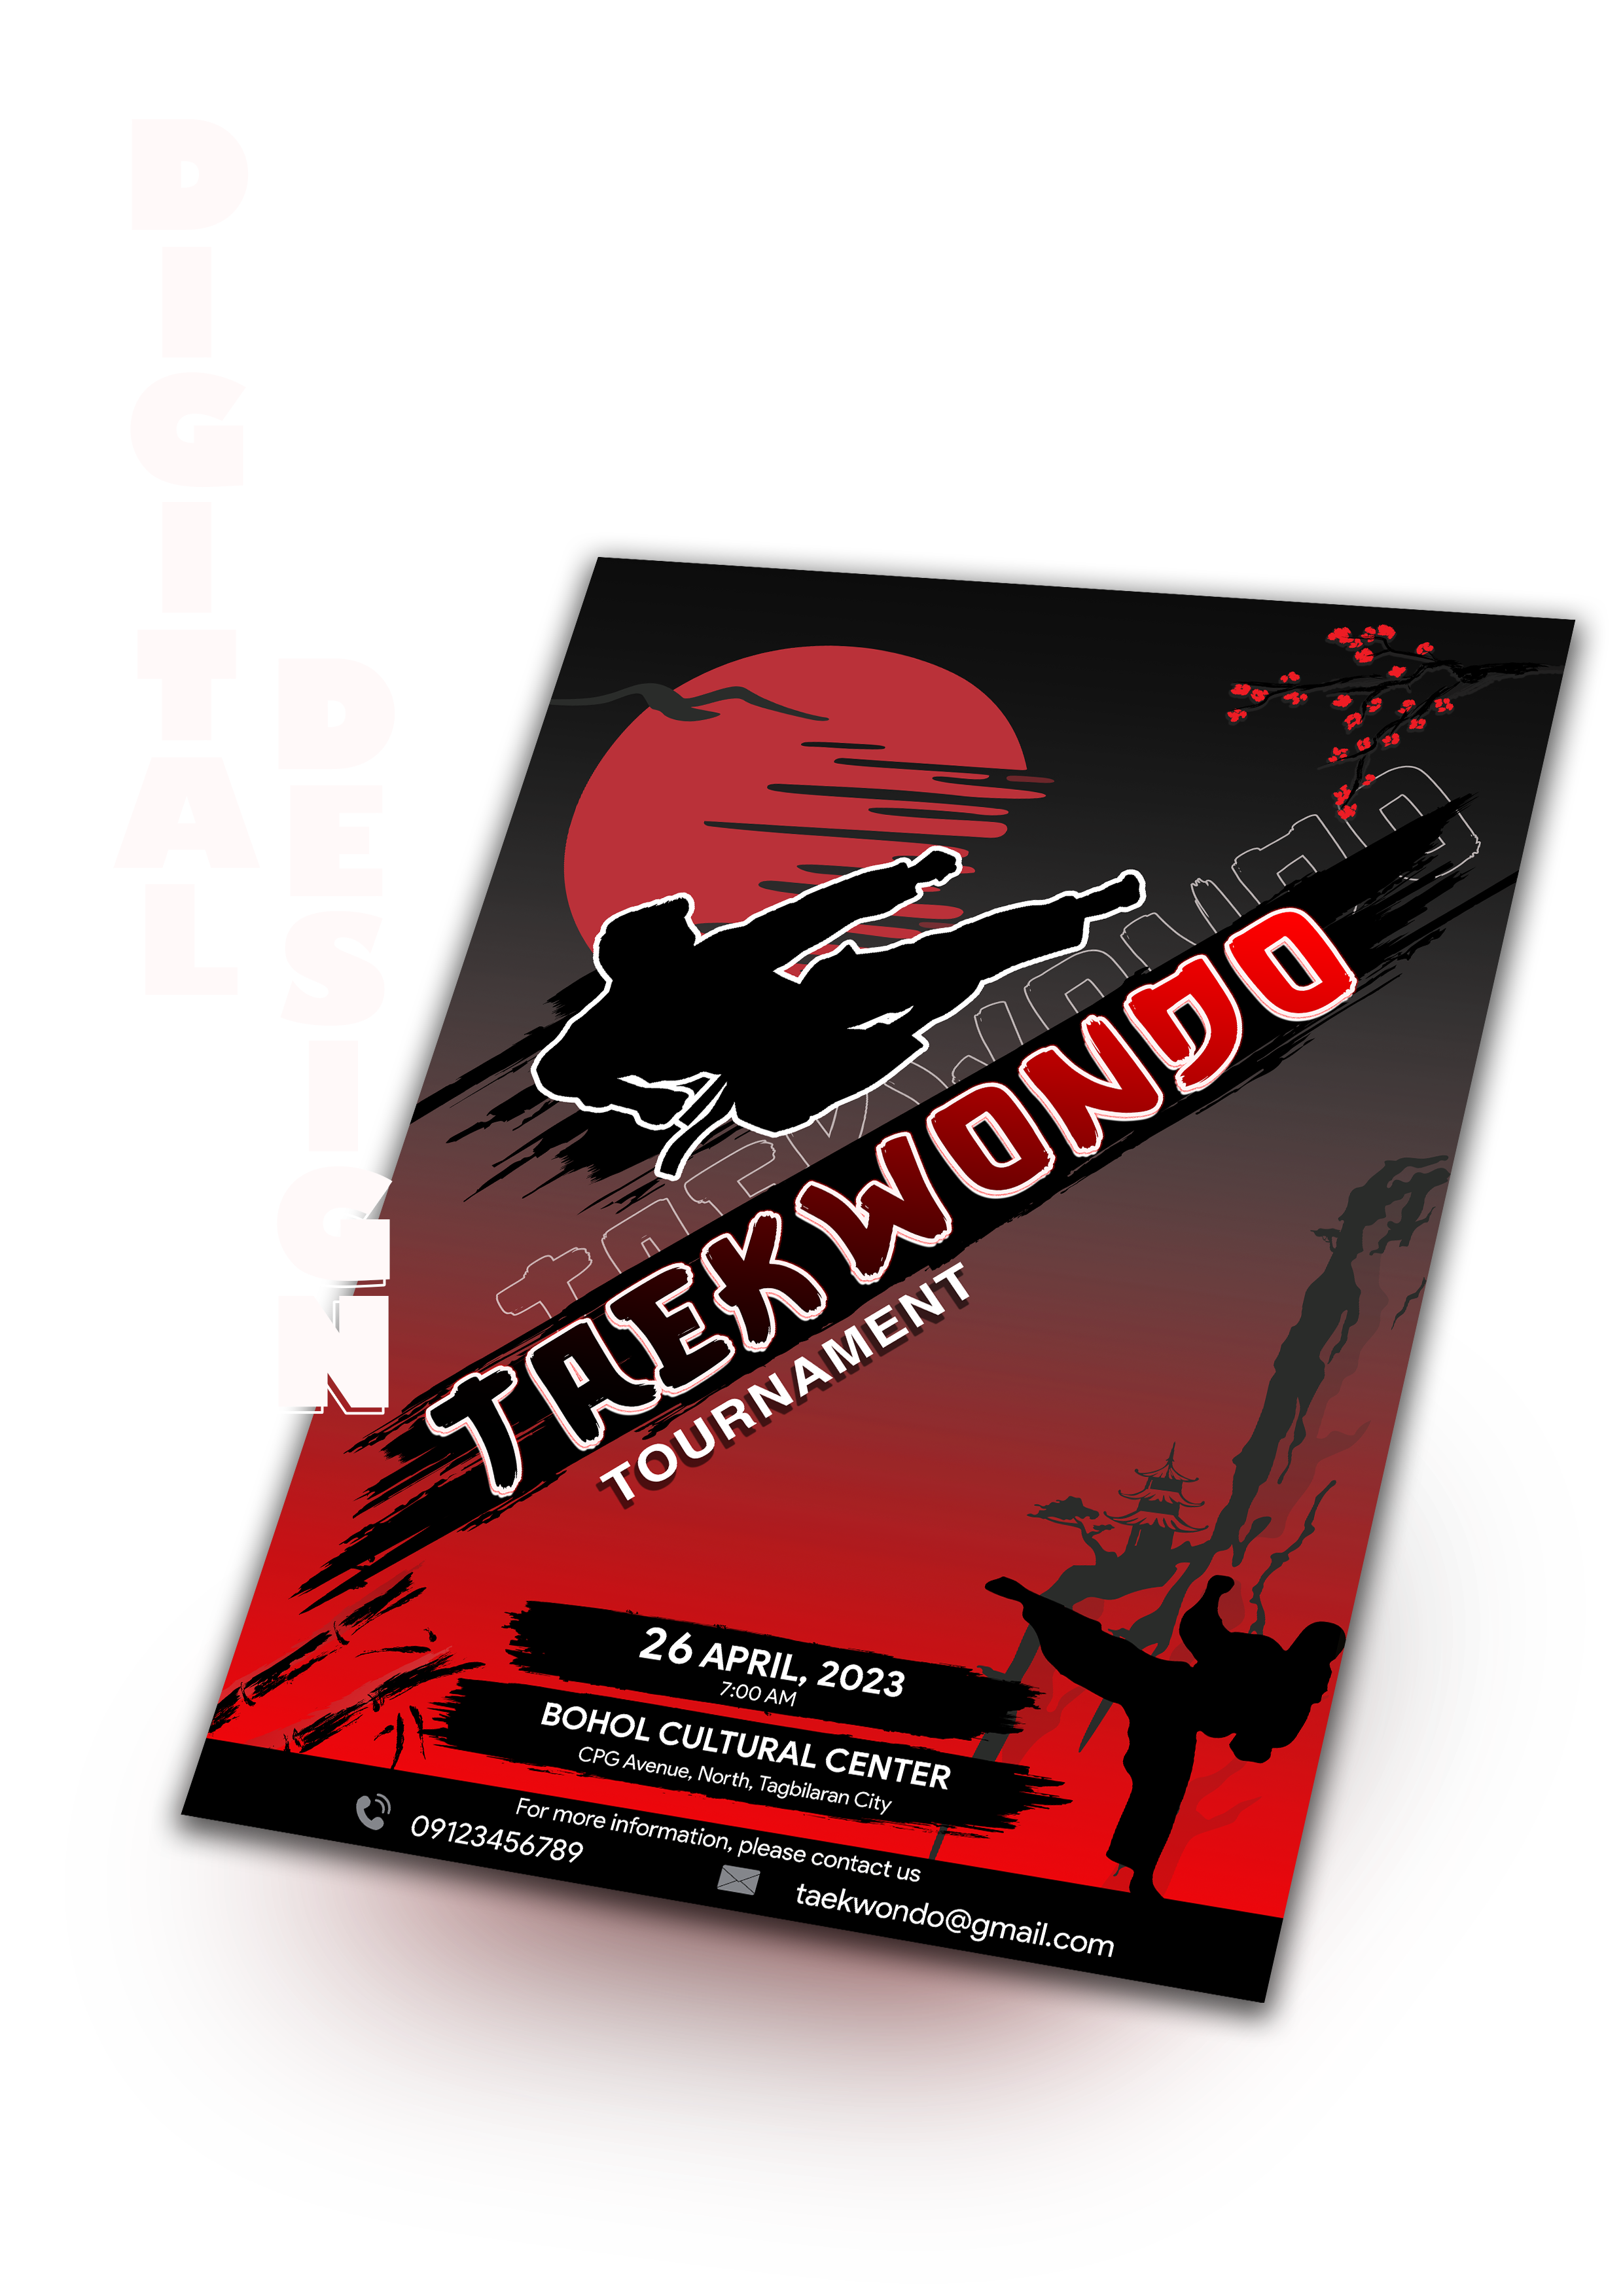 DIGITAL
DESIGN
TAEKWONDO
TAEKWONDO
TOURNAMENT
26 APRIL, 2023
7:00 AM
BOHOL CULTURAL CENTER
CPG Avenue, North, Tagbilaran City
For more information, please contact us
09123456789
taekwondo@gmail.com